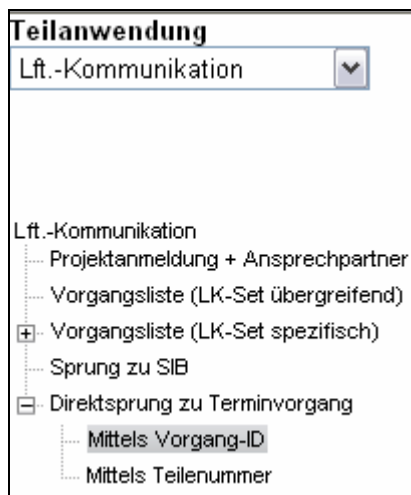 Teilanwendung
Lft.-Kommunikation
Lft.-Kommunikation
Projektanmeldung + Ansprechpartner
Vorgangsliste (LK-Set übergreifend)
Vorgangsliste (LK-Set spezifisch)
Sprung zu SIB
Direktsprung zu Terminvorgang
Mittels Vorgang-ID
Mittels Teilenummer